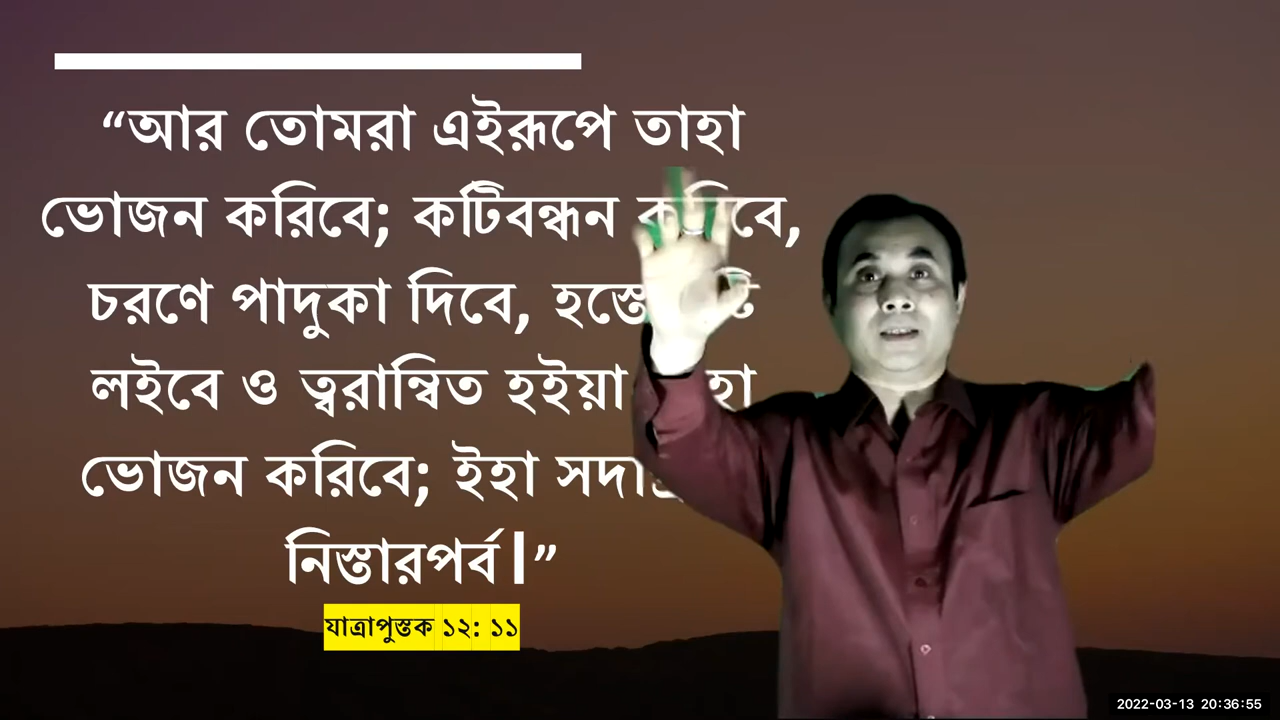 “আর তোমরা এইরূপে তাহা
ভোজন করিবে; কটিবন্ধন
চরণে পাদুকা দিবে, হস্তে
লইবে ও ত্বরান্বিত হইয়া
ভোজন করিবে; ইহা
নিস্তারপর্ব।”
যাত্রাপুস্তক ১২: ১১
2022-03-13 20:36:55